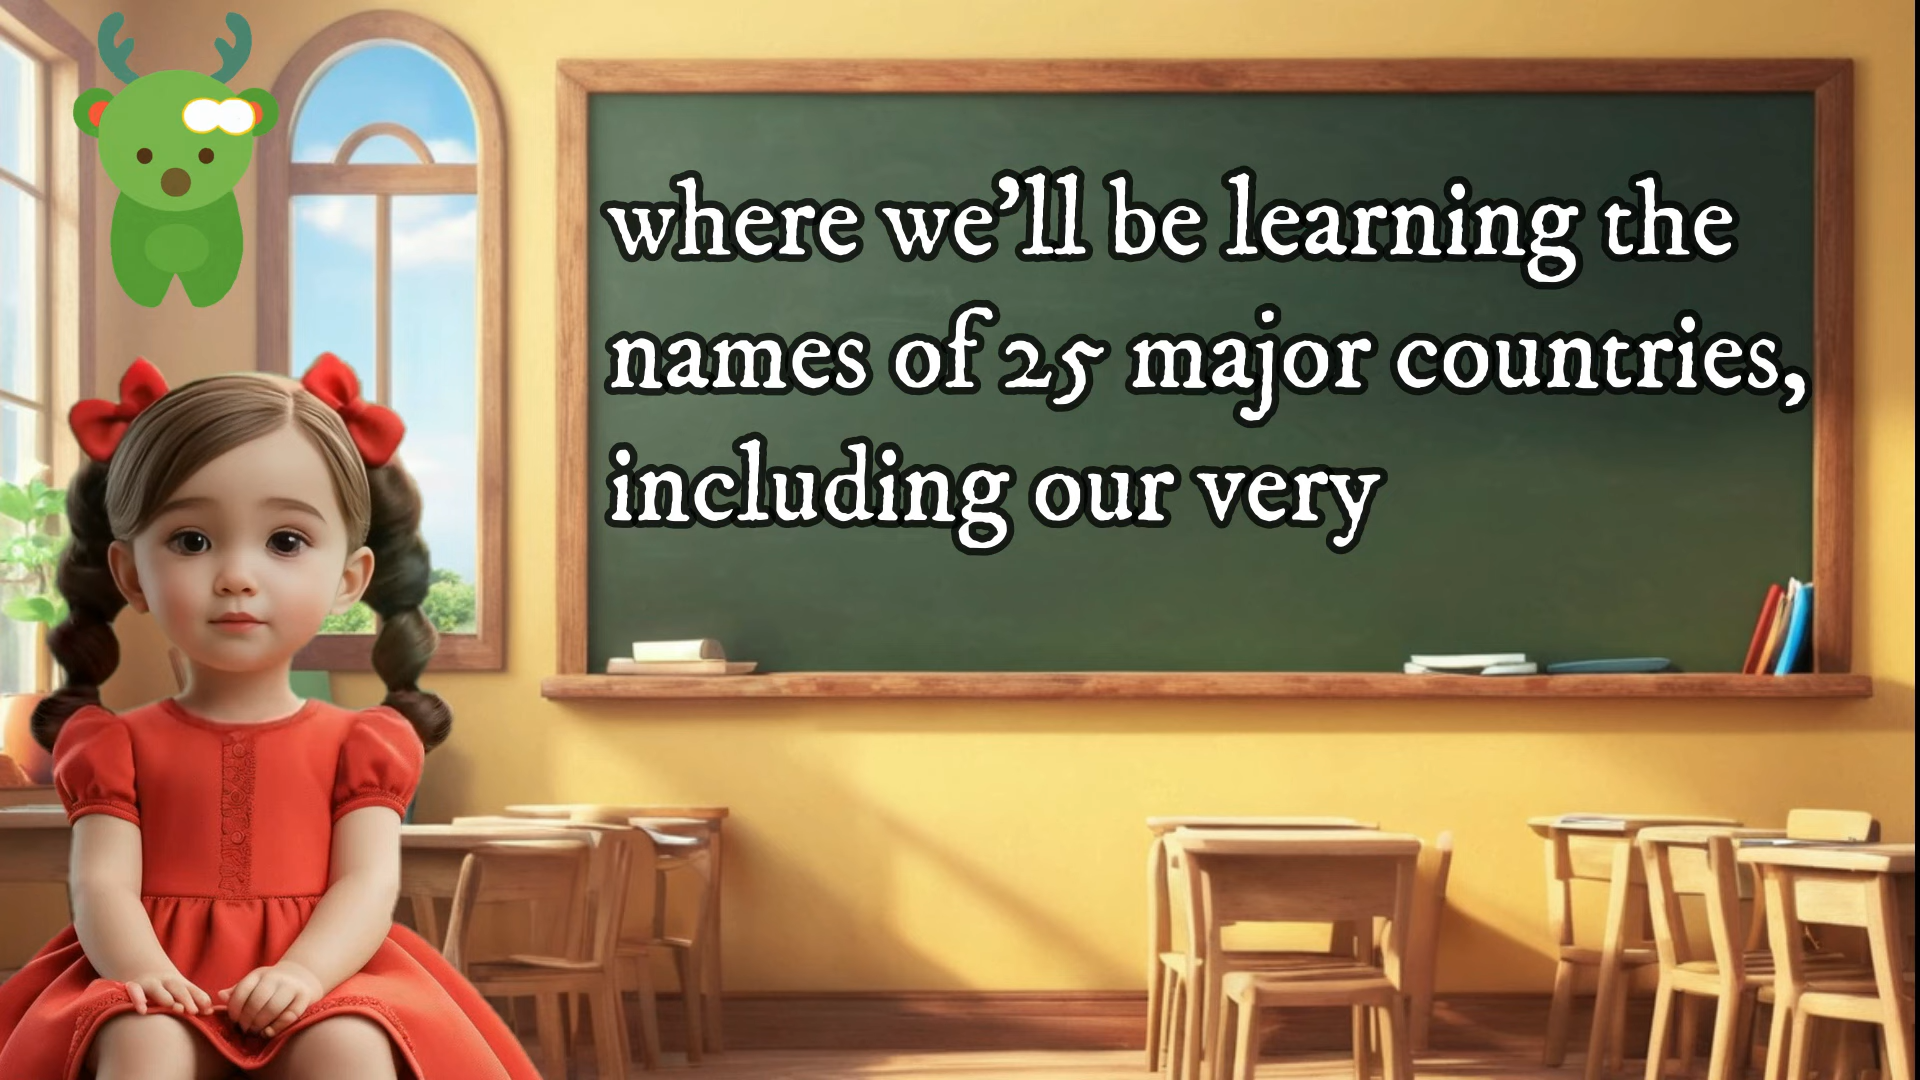 where we'll be learning the
names of 25 major countries,
including our very